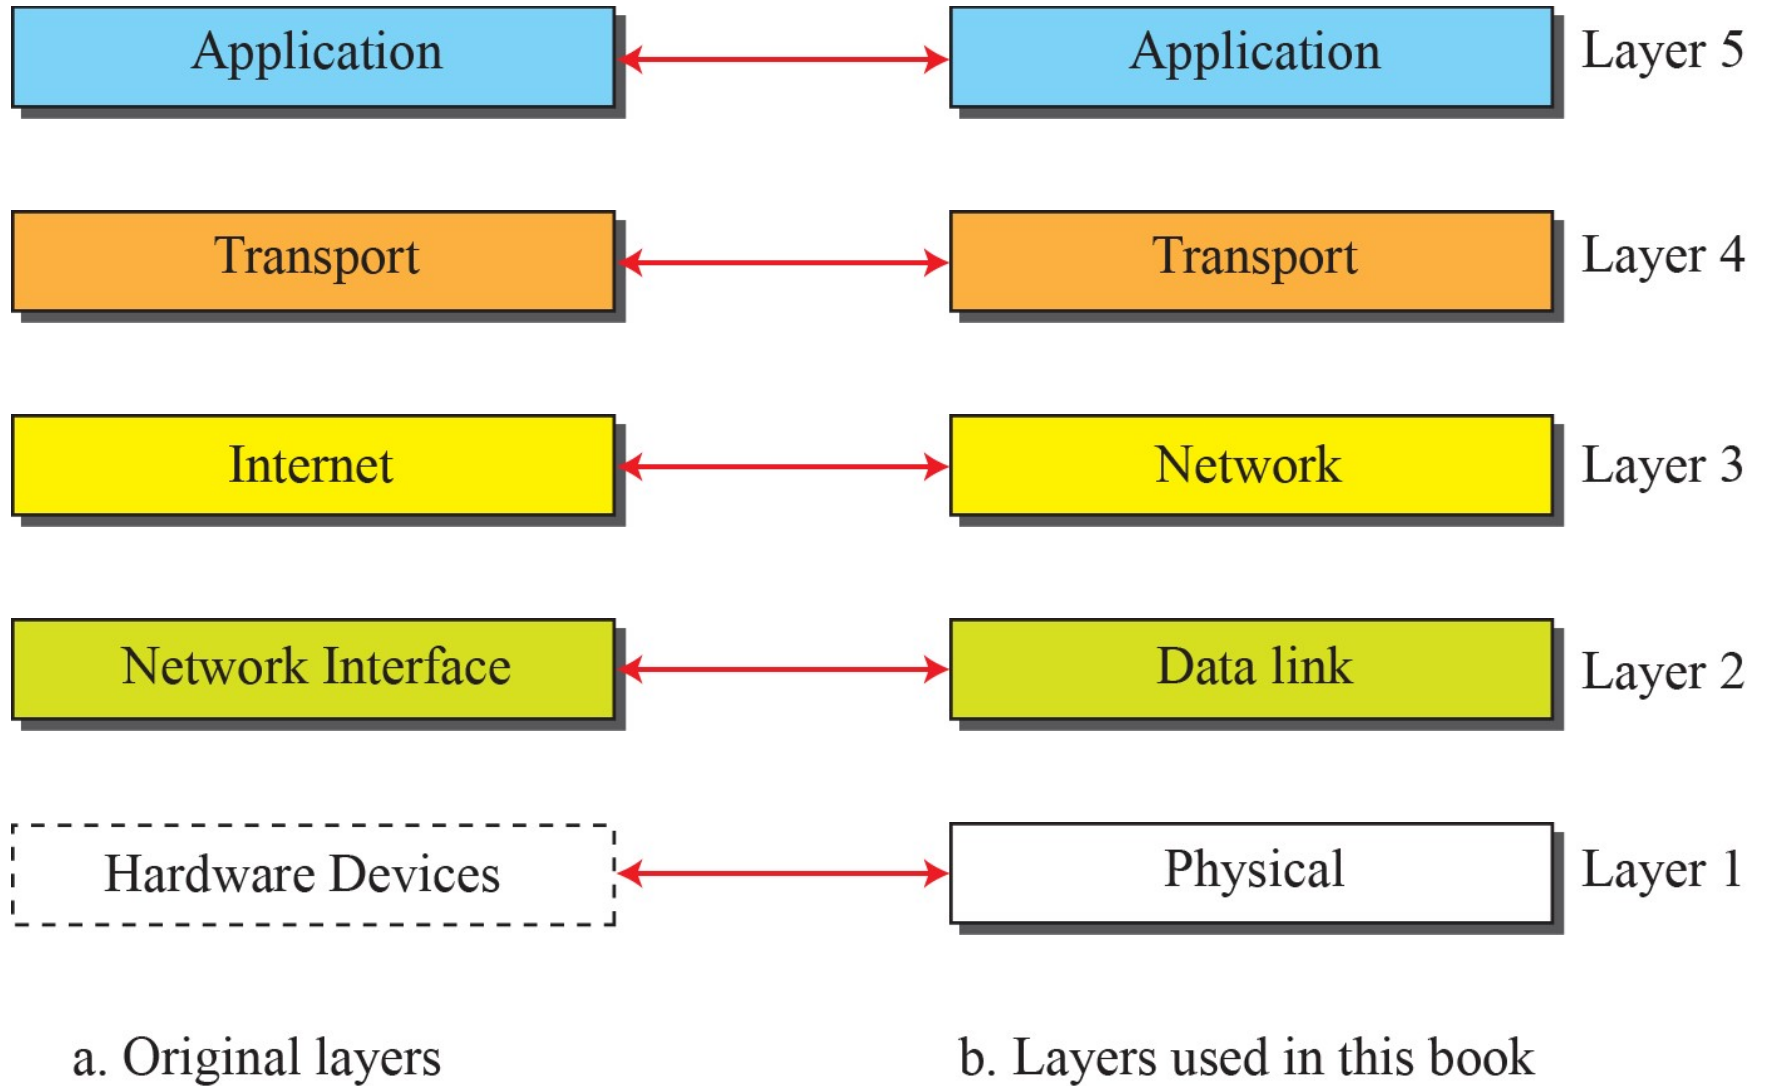 Application Application Layer 5
Transport Transport Layer 4
Internet Network Layer 3
Network Interface Data link Layer 2
Hardware Devices Physical Layer 1
a. Original layers b. Layers used in this book